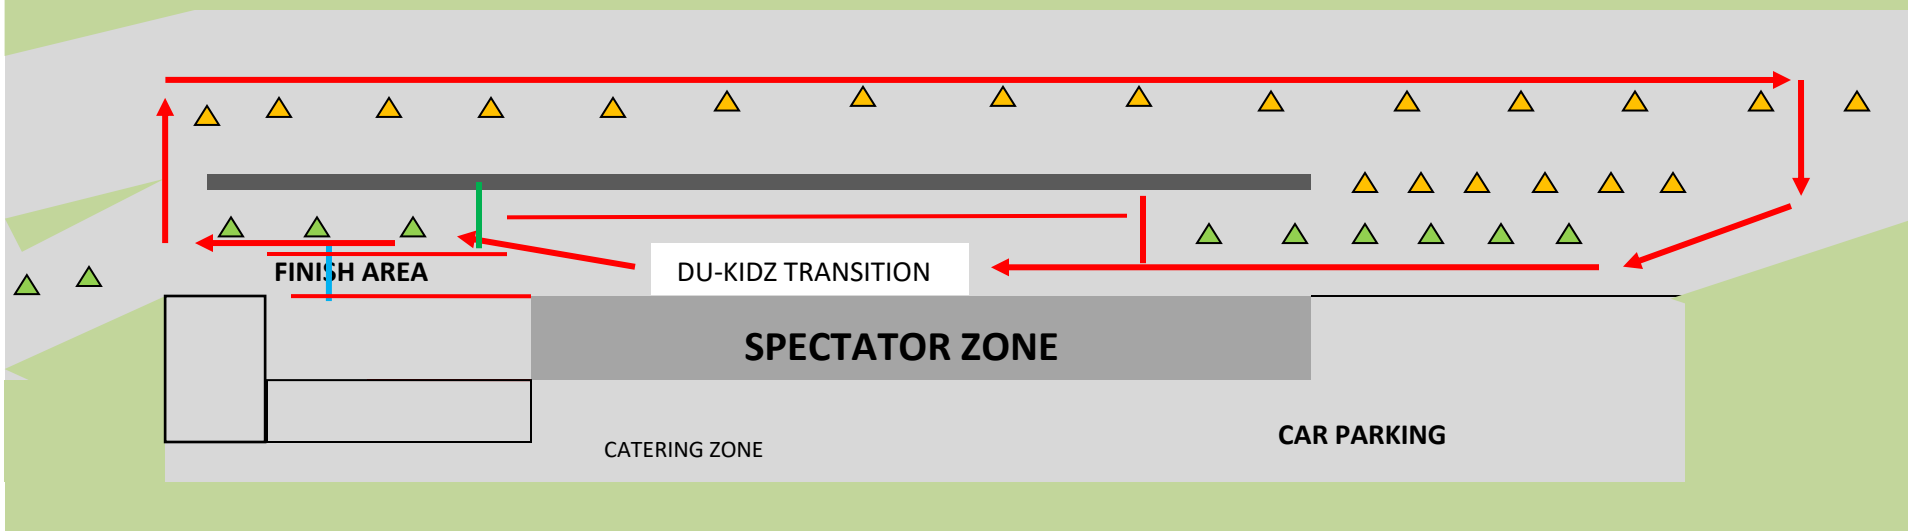 FINISH AREA
DU-KIDZ TRANSITION
SPECTATOR ZONE
CAR PARKING
CATERING ZONE